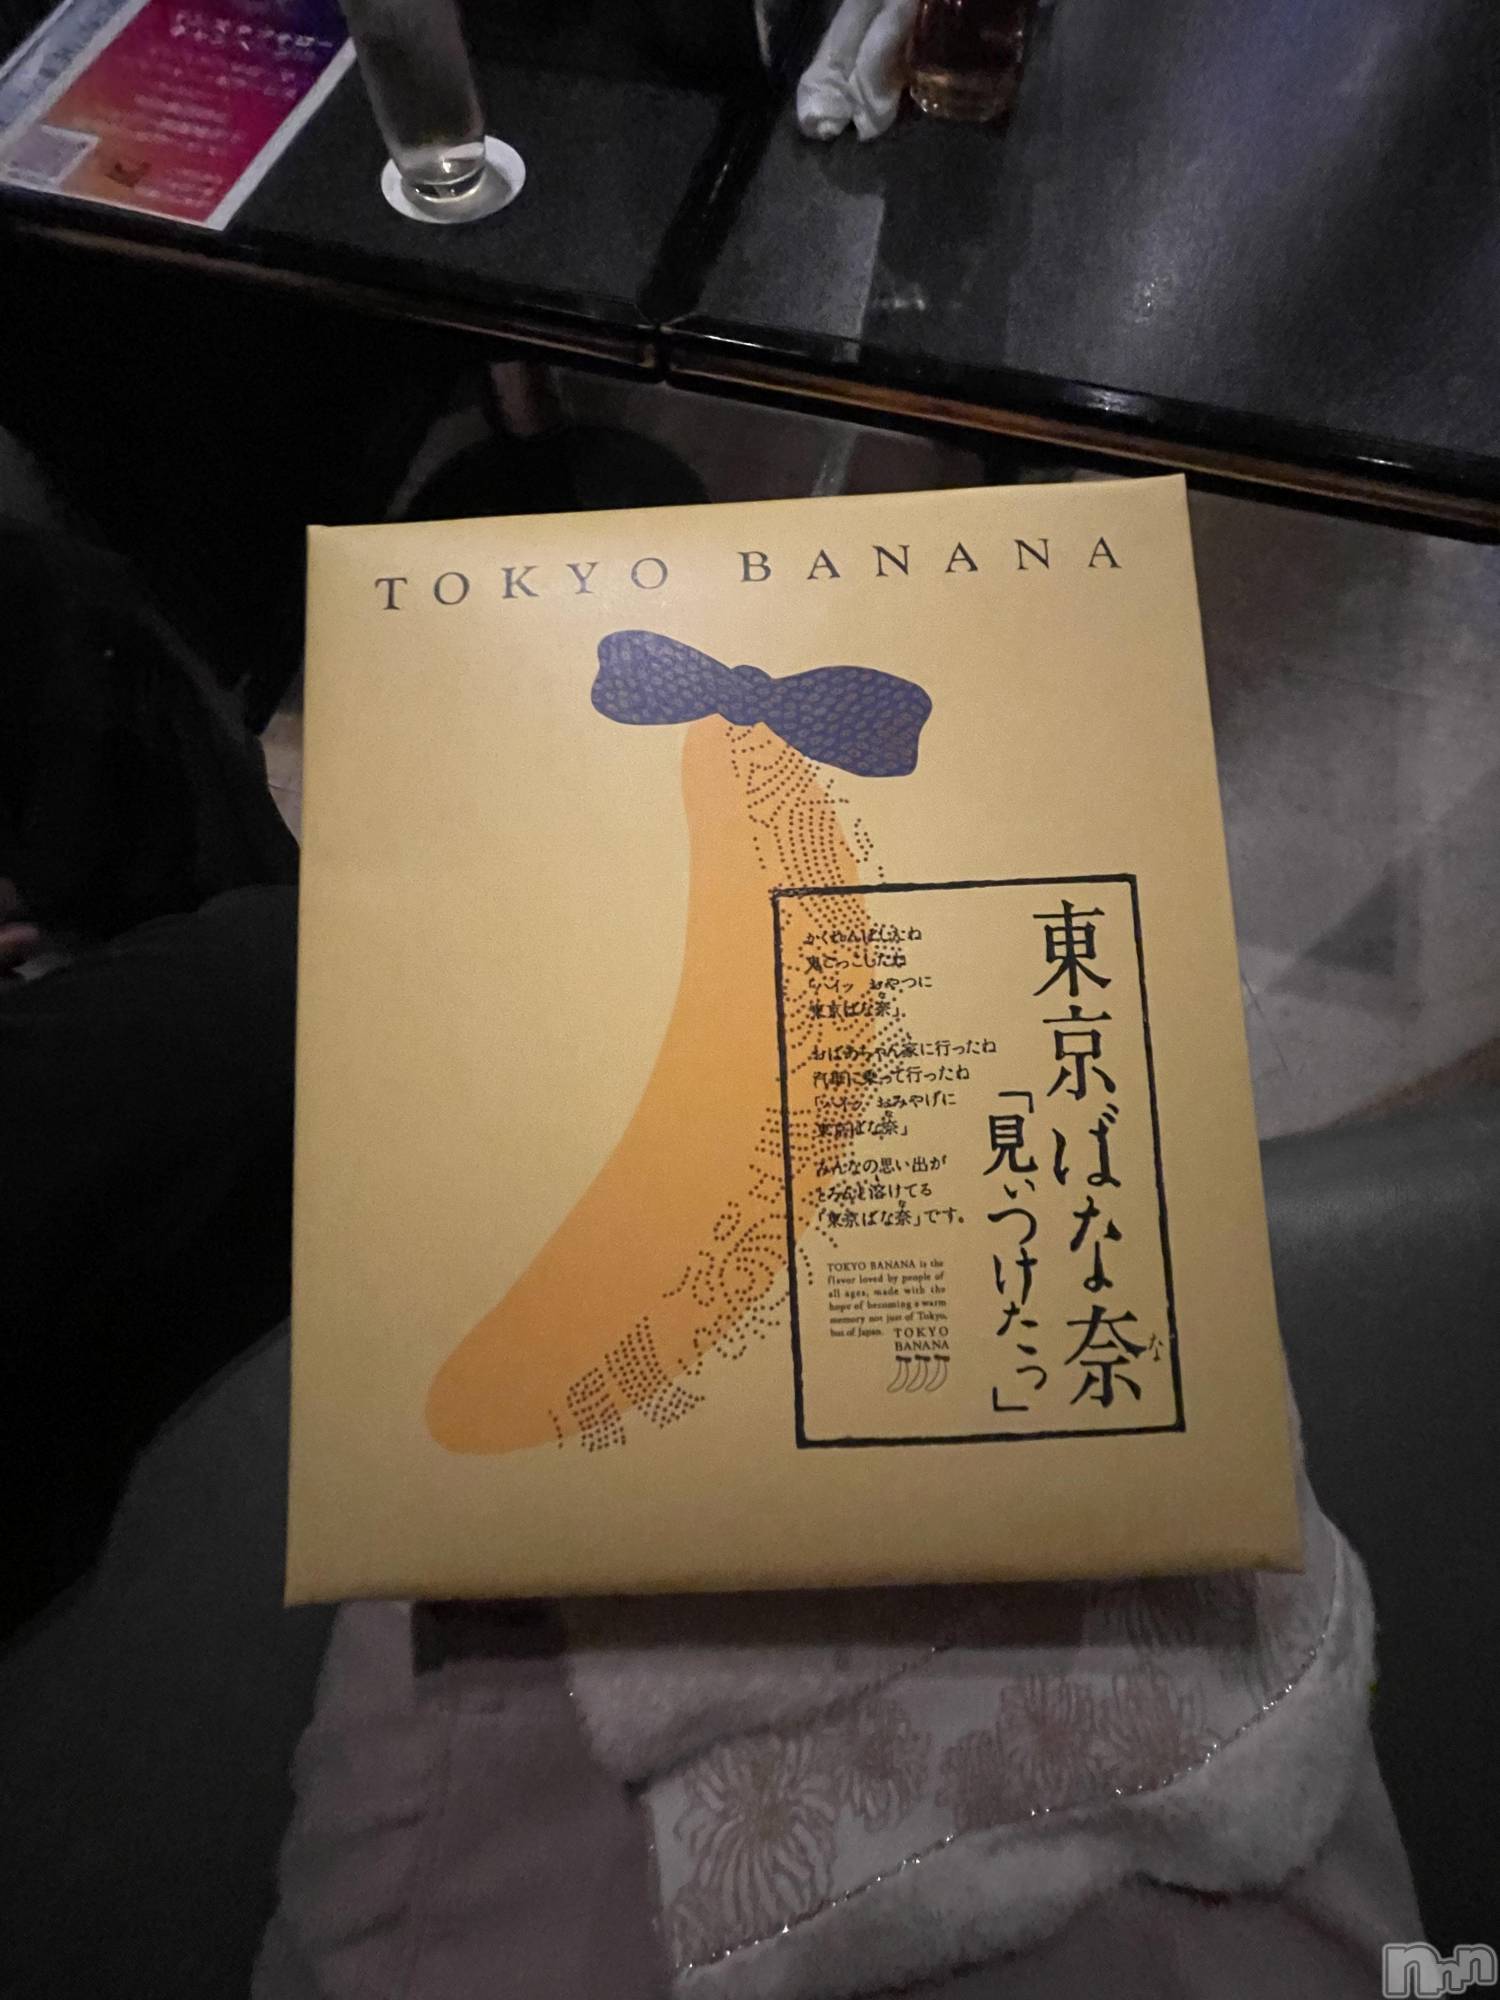 TOKYO BANANA
東京ばな奈
な
「見ぃつけたっ」
かくれんぼしたね
鬼ごっこしたね
「ハイッ おやつに
東京ばな奈」。
おばあちゃん家に行ったね
汽車に乗って行ったね
「ハイッ おみやげに
東京ばな奈」
みんなの思い出が
とろんと溶けてる
「東京ばな奈」です。
TOKYO BANANA is the
flavor loved by people of
all ages, made with the
hope of becoming a warm
memory not just of Tokyo,
but of Japan.
TOKYO
BANANA
nnn